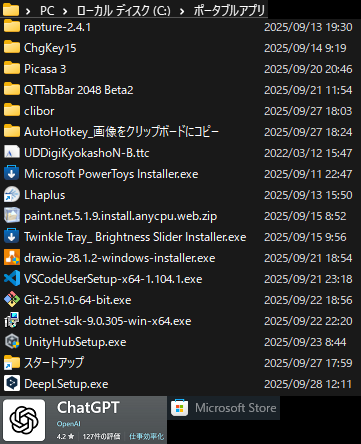 PC > ローカル ディスク (C:) > ポータブルアプリ
rapture-2.4.1 2025/09/13 19:30
ChgKey15 2025/09/14 9:19
Picasa 3 2025/09/20 20:46
QTTabBar 2048 Beta2 2025/09/21 11:54
clibor 2025/09/27 18:03
AutoHotkey_画像をクリップボードにコピー 2025/09/27 18:24
UDDigiKyokashoN-B.ttc 2022/03/12 15:47
Microsoft PowerToys Installer.exe 2025/09/11 22:47
Lhaplus 2025/09/13 15:50
paint.net.5.1.9.install.anycpu.web.zip 2025/09/15 8:52
Twinkle Tray_ Brightness Slider Installer.exe 2025/09/15 9:56
draw.io-28.1.2-windows-installer.exe 2025/09/21 18:54
VSCodeUserSetup-x64-1.104.1.exe 2025/09/21 23:18
Git-2.51.0-64-bit.exe 2025/09/22 18:56
dotnet-sdk-9.0.305-win-x64.exe 2025/09/22 22:20
UnityHubSetup.exe 2025/09/23 8:44
スタートアップ 2025/09/27 17:59
DeepLSetup.exe 2025/09/28 12:11
ChatGPT Microsoft Store
OpenAI
4.2 ★ 127件の評価 仕事効率化